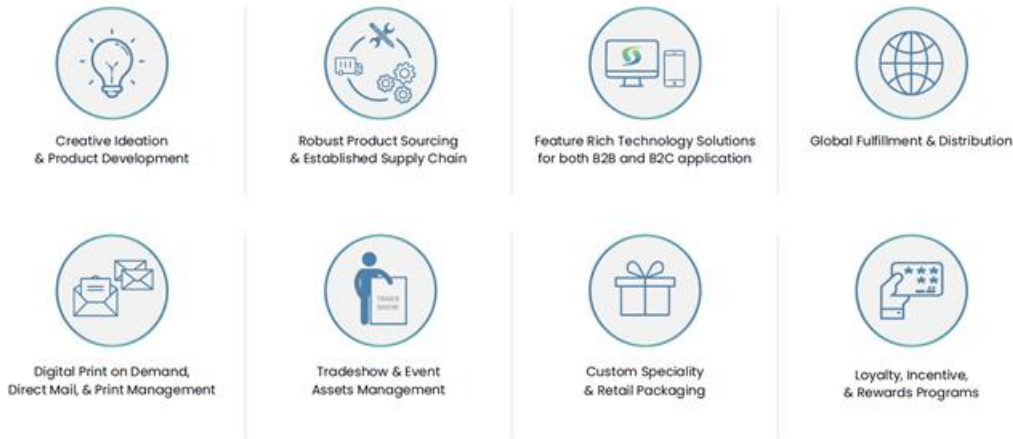 Creative Ideation
& Product Development
Robust Product Sourcing
& Established Supply Chain
Feature Rich Technology Solutions
for both B2B and B2C application
Global Fulfillment & Distribution
TRADE
SHOW
Digital Print on Demand,
Direct Mail, & Print Management
Tradeshow & Event
Assets Management
Custom Speciality
& Retail Packaging
Loyalty, Incentive,
& Rewards Programs